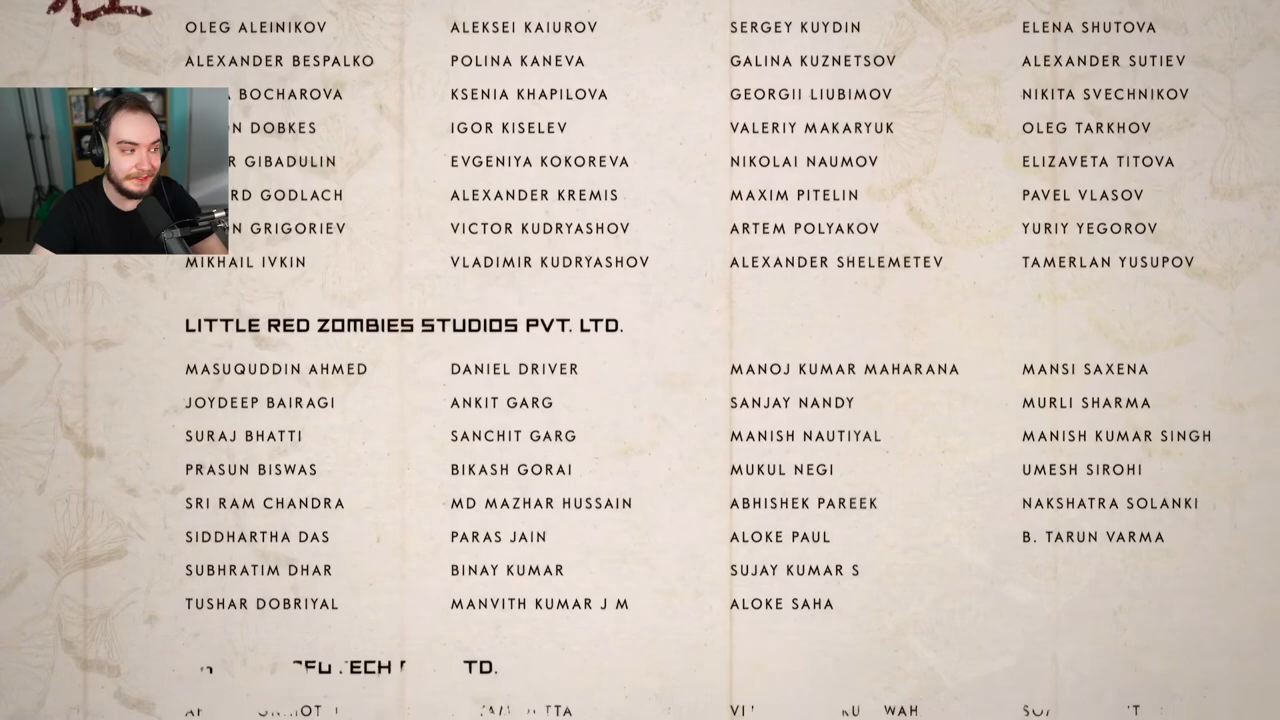 OLEG ALEINIKOV ALEKSEI KAIUROV SERGEY KUYDIN ELENA SHUTOVA
ALEXANDER BESPALKO POLINA KANEVA GALINA KUZNETSOV ALEXANDER SUTIEV
BOCHAROVA KSENIA KHAPILOVA GEORGII LIUBIMOV NIKITA SVECHNIKOV
DOBKES IGOR KISELEV VALERIY MAKARYUK OLEG TARKHOV
GIBADULIN EVGENIYA KOKOREVA NIKOLAI NAUMOV ELIZAVETA TITOVA
GODLACH ALEXANDER KREMIS MAXIM PITELIN PAVEL VLASOV
GRIGORIEV VICTOR KUDRYASHOV ARTEM POLYAKOV YURIY YEGOROV
MIKHAIL IVKIN VLADIMIR KUDRYASHOV ALEXANDER SHELEMETEV TAMERLAN YUSUPOV
LITTLE RED ZOMBIES STUDIOS PVT. LTD.
MASUQUDDIN AHMED DANIEL DRIVER MANOJ KUMAR MAHARANA MANSI SAXENA
JOYDEEP BAIRAGI ANKIT GARG SANJAY NANDY MURLI SHARMA
SURAJ BHATTI SANCHIT GARG MANISH NAUTIYAL MANISH KUMAR SINGH
PRASUN BISWAS BIKASH GORAI MUKUL NEGI UMESH SIROHI
SRI RAM CHANDRA MD MAZHAR HUSSAIN ABHISHEK PAREEK NAKSHATRA SOLANKI
SIDDHARTHA DAS PARAS JAIN ALOKE PAUL B. TARUN VARMA
SUBHRATIM DHAR BINAY KUMAR SUJAY KUMAR S
TUSHAR DOBRIYAL MANVITH KUMAR J M ALOKE SAHA